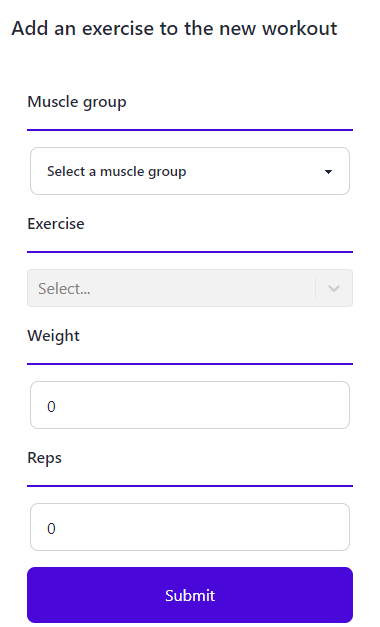 Add an exercise to the new workout
Muscle group
Select a muscle group
Exercise
Select...
Weight
0
Reps
0
Submit